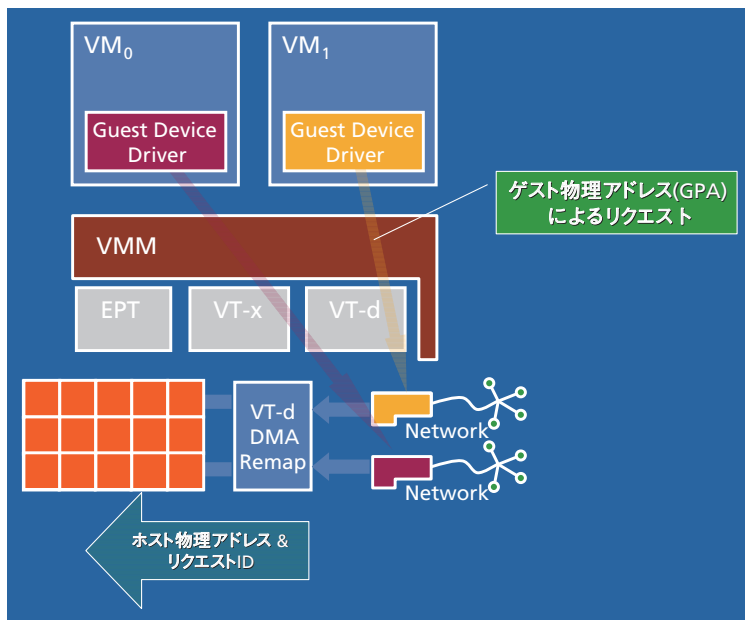 VM0
VM1
Guest Device
Driver
Guest Device
Driver
ゲスト物理アドレス(GPA)
によるリクエスト
VMM
EPT
VT-x
VT-d
VT-d
DMA
Remap
Network
Network
ホスト物理アドレス &
リクエストID